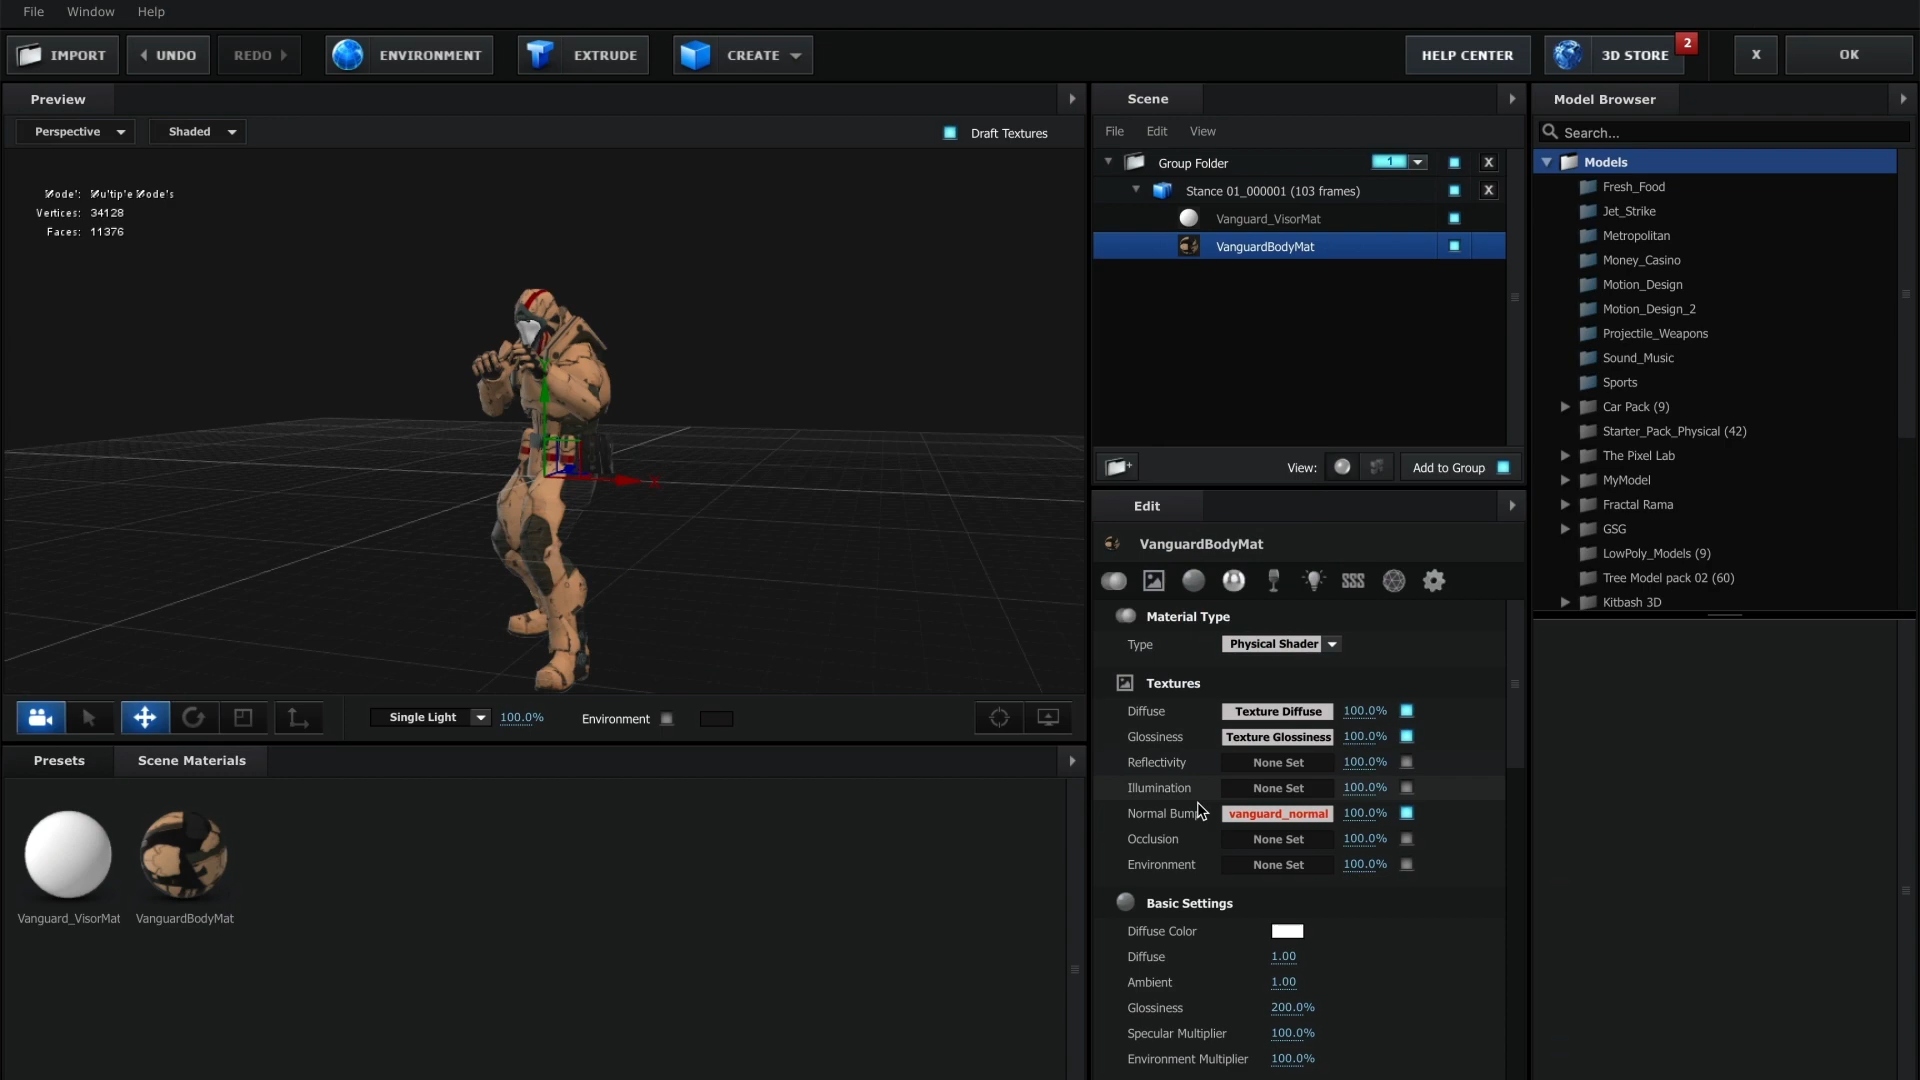 File Window Help
IMPORT UNDO REDO ENVIRONMENT EXTRUDE CREATE HELP CENTER 3D STORE 2 X OK
Preview
Perspective Shaded Draft Textures
Vertices: 34128
Faces: 11376
Single Light 100.0% Environment
Presets Scene Materials
Vanguard_VisorMat VanguardBodyMat
Scene
File Edit View
Group Folder 1 X
Stance 01_000001 (103 frames) X
Vanguard_VisorMat
VanguardBodyMat
View: Add to Group
Edit
VanguardBodyMat
SSS
Material Type
Type Physical Shader
Textures
Diffuse Texture Diffuse 100.0%
Glossiness Texture Glossiness 100.0%
Reflectivity None Set 100.0%
Illumination None Set 100.0%
Normal Bump vanguard_normal 100.0%
Occlusion None Set 100.0%
Environment None Set 100.0%
Basic Settings
Diffuse Color
Diffuse 1.00
Ambient 1.00
Glossiness 200.0%
Specular Multiplier 100.0%
Environment Multiplier 100.0%
Model Browser
Search...
Models
Fresh_Food
Jet_Strike
Metropolitan
Money_Casino
Motion_Design
Motion_Design_2
Projectile_Weapons
Sound_Music
Sports
Car Pack (9)
Starter_Pack_Physical (42)
The Pixel Lab
MyModel
Fractal Rama
GSG
LowPoly_Models (9)
Tree Model pack 02 (60)
Kitbash 3D